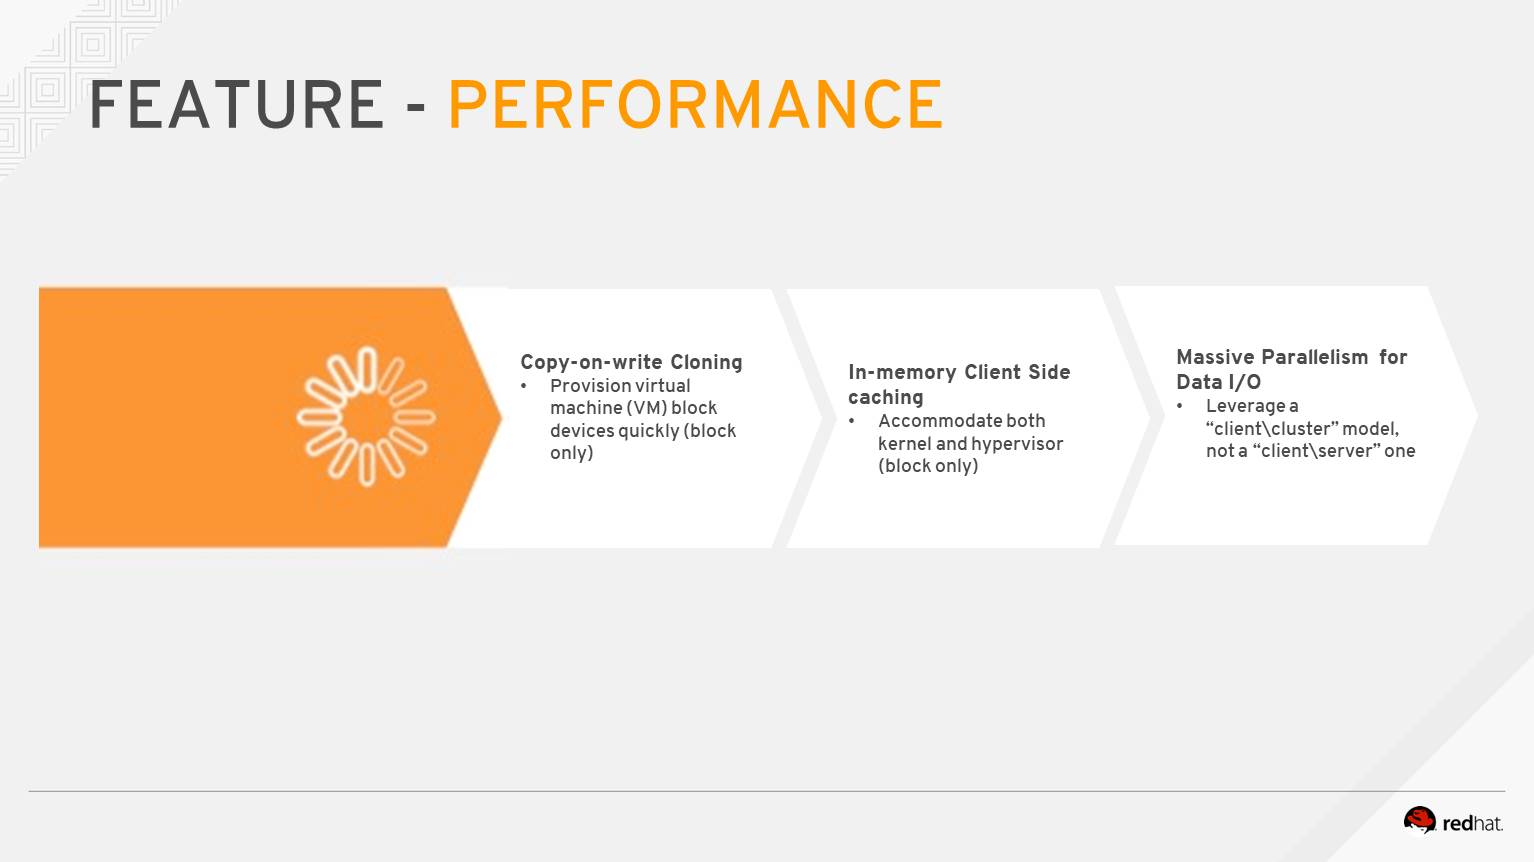 FEATURE - PERFORMANCE
Copy-on-write Cloning
• Provision virtual
machine (VM) block
devices quickly (block
only)
In-memory Client Side
caching
• Accommodate both
kernel and hypervisor
(block only)
Massive Parallelism for
Data I/O
• Leverage a
“client\cluster” model,
not a “client\server” one
redhat.